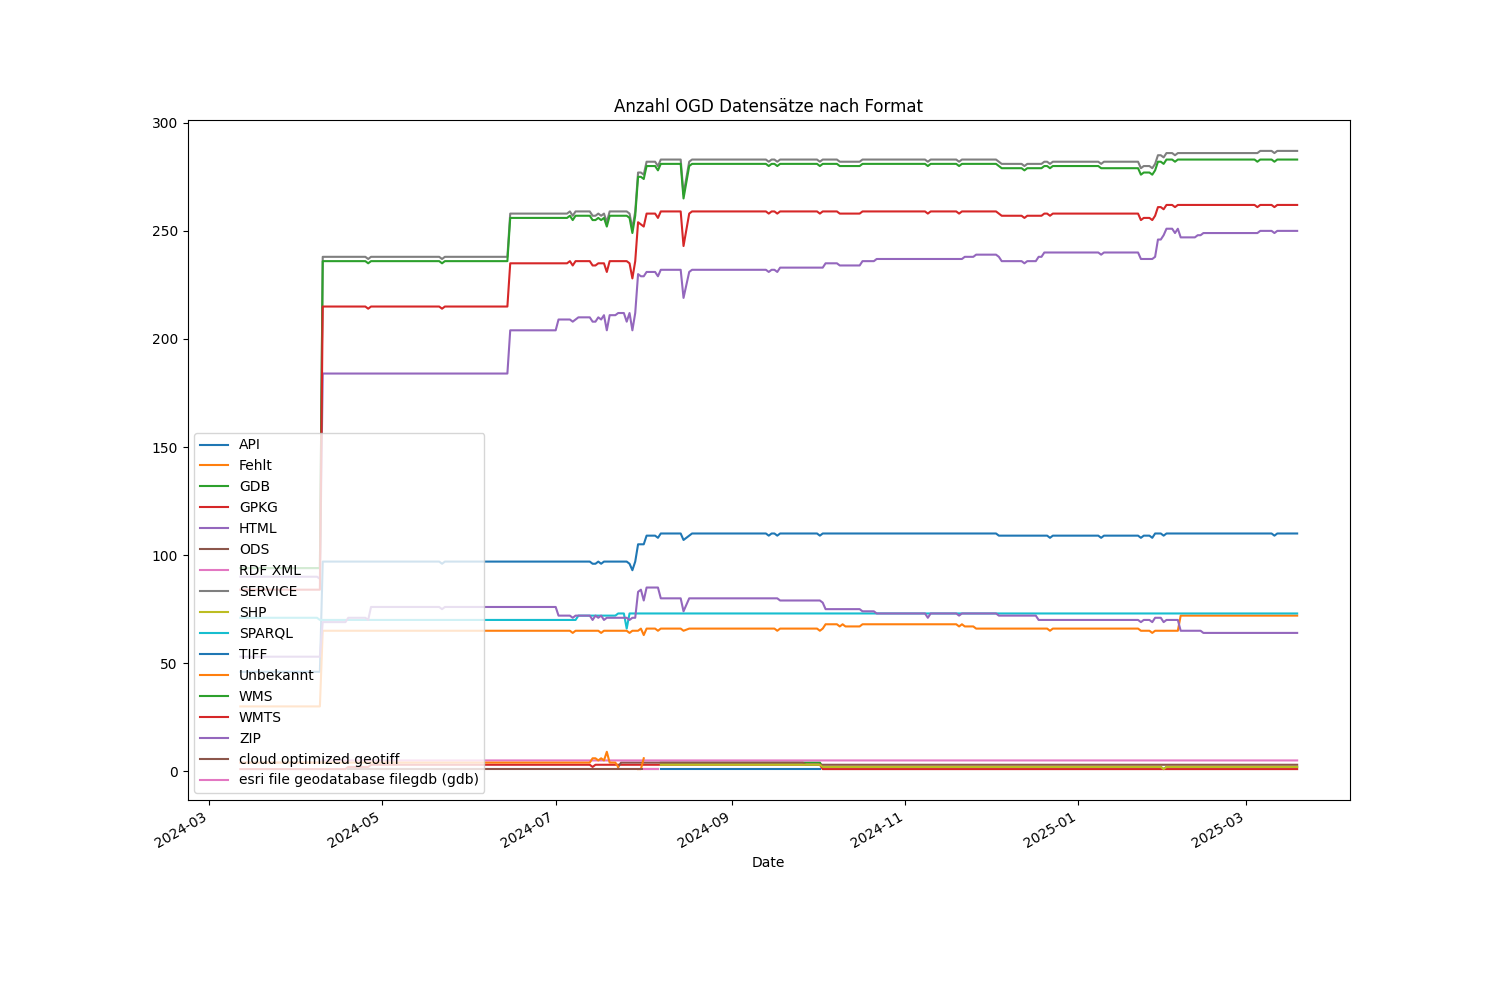 Anzahl OGD Datensätze nach Format
300
250
200
150
100
50
0
API
Fehlt
GDB
GPKG
HTML
ODS
RDF XML
SERVICE
SHP
SPARQL
TIFF
Unbekannt
WMS
WMTS
ZIP
cloud optimized geotiff
esri file geodatabase filegdb (gdb)
2024-03
2024-05
2024-07
2024-09
2024-11
2025-01
2025-03
Date